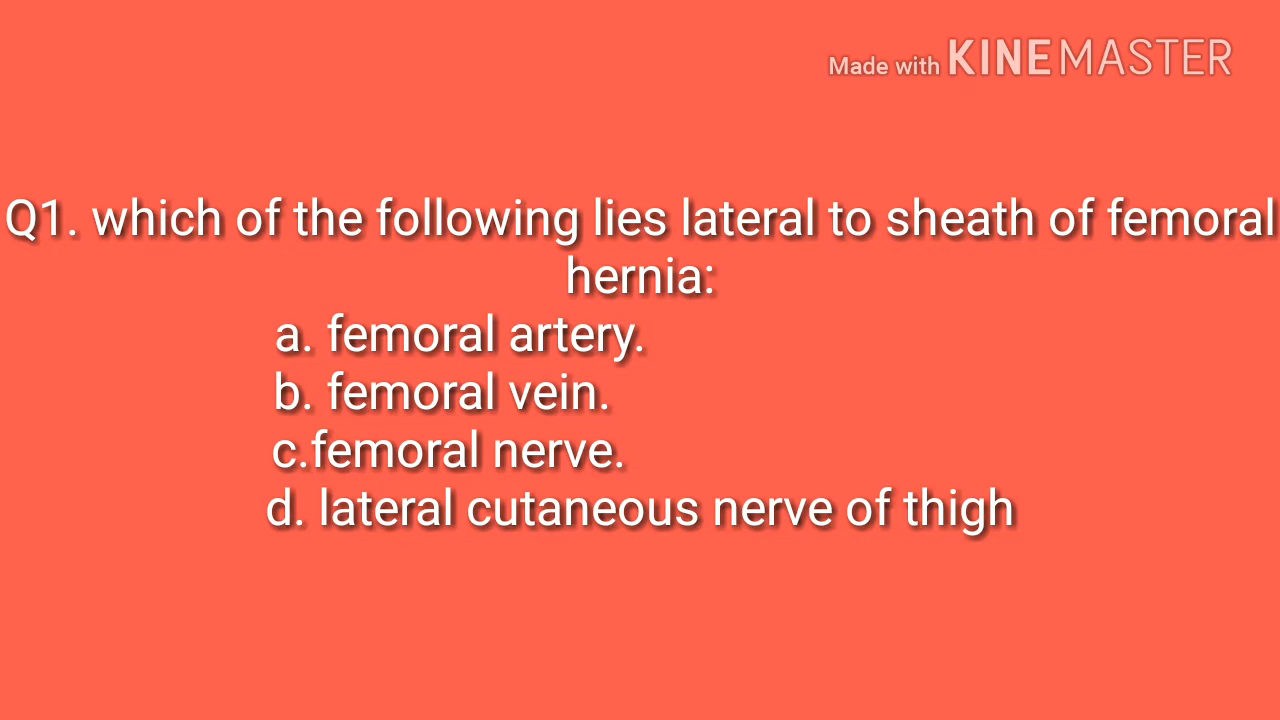 Made with KINEMASTER
Q1. which of the following lies lateral to sheath of femoral
hernia:
a. femoral artery.
b. femoral vein.
c.femoral nerve.
d. lateral cutaneous nerve of thigh